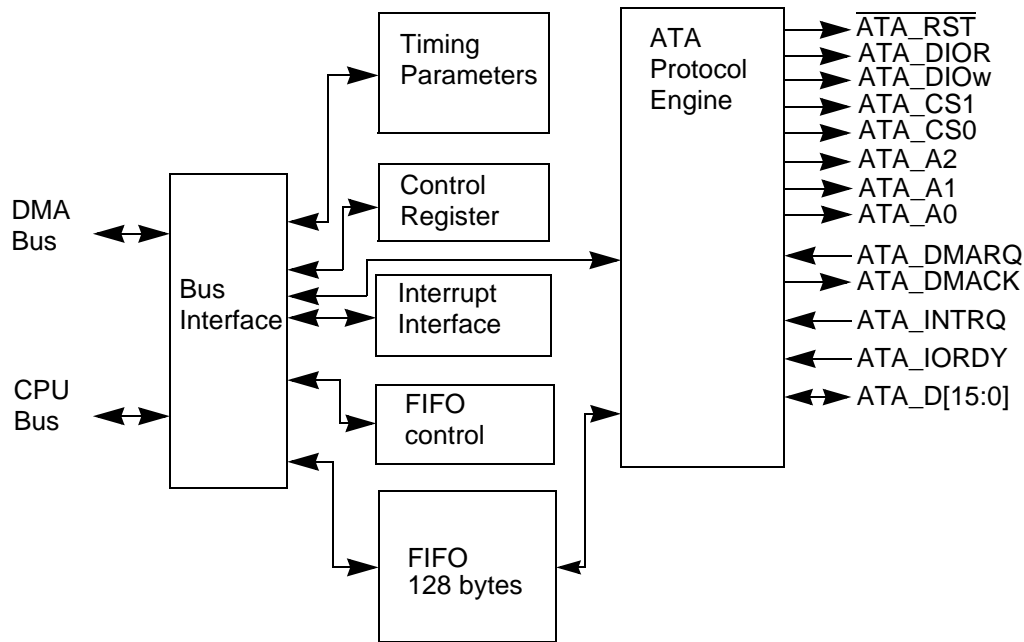 Timing
Parameters
ATA
Protocol
Engine
ATA_RST
ATA_DIOR
ATA_DIOw
ATA_CS1
ATA_CS0
ATA_A2
ATA_A1
ATA_A0
ATA_DMARQ
ATA_DMACK
ATA_INTRQ
ATA_IORDY
ATA_D[15:0]
Control
Register
DMA
Bus
Bus
Interface
Interrupt
Interface
CPU
Bus
FIFO
control
FIFO
128 bytes